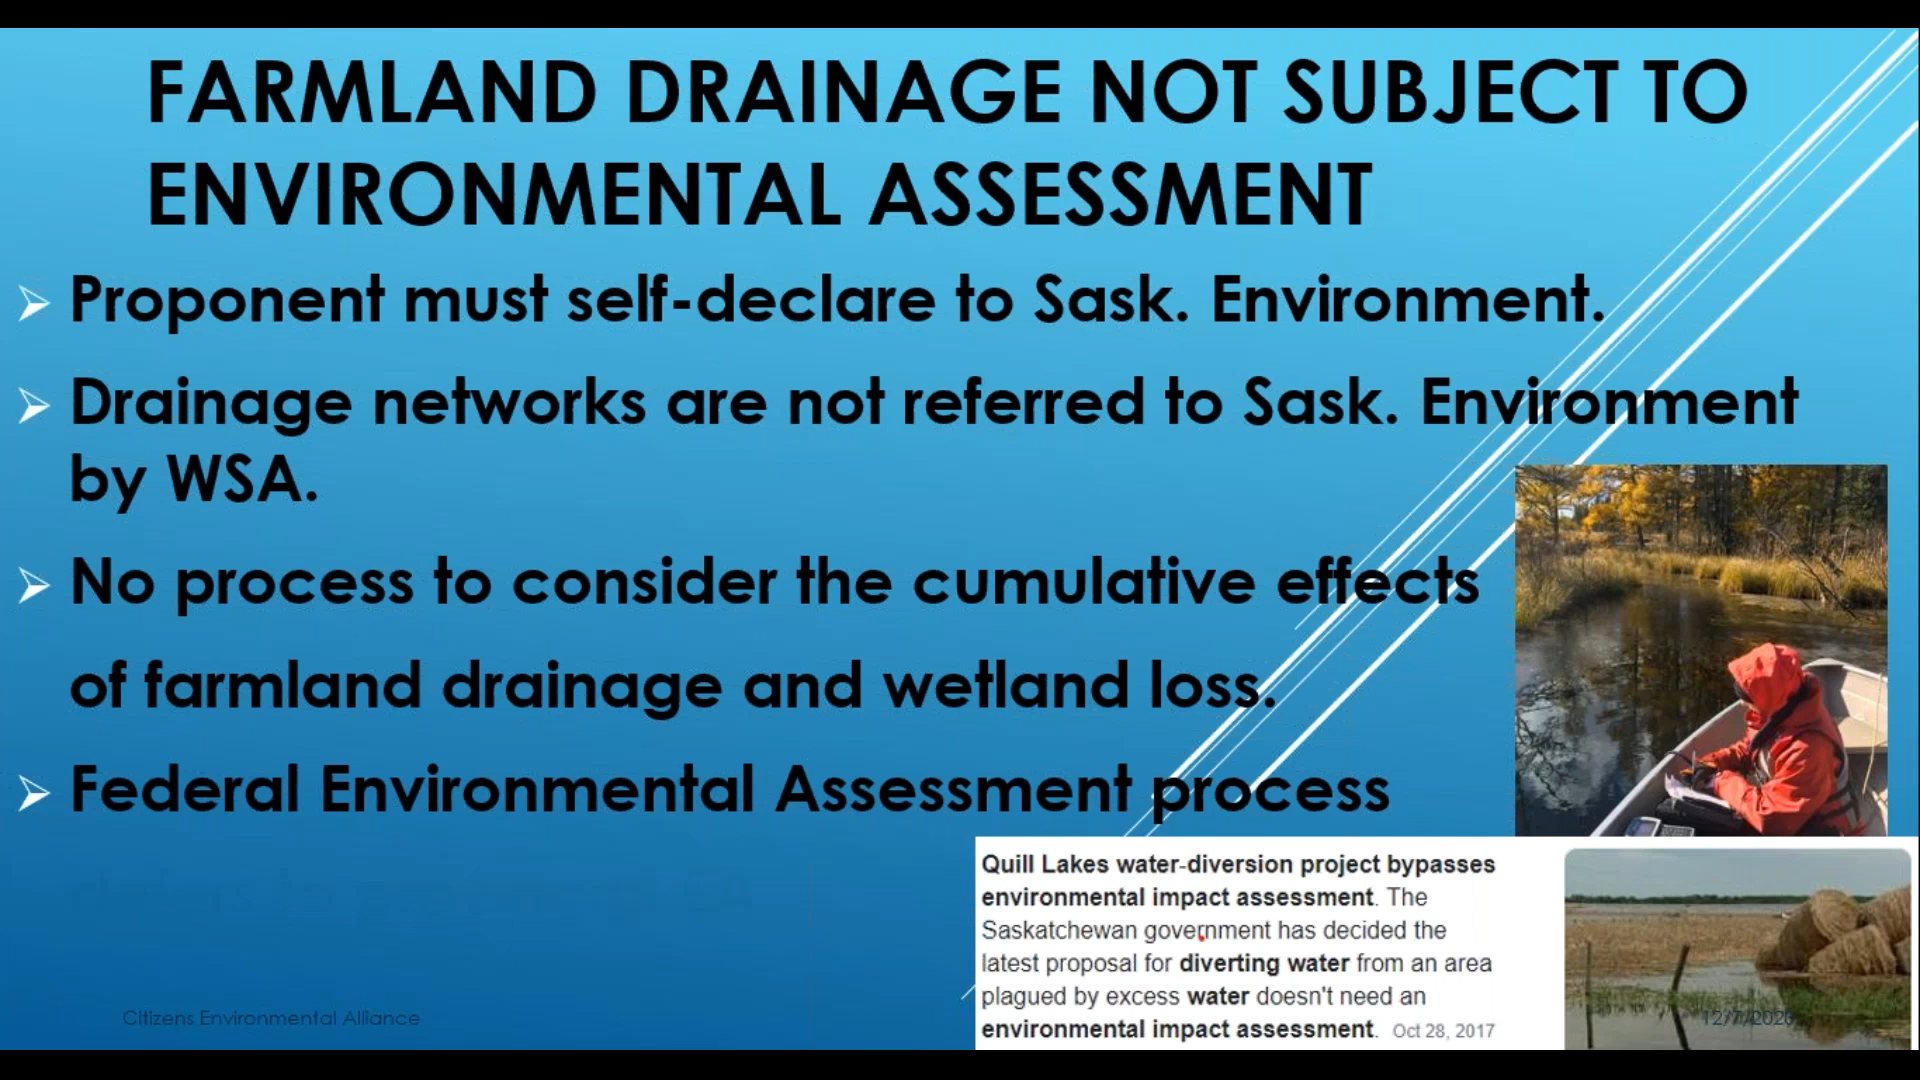 FARMLAND DRAINAGE NOT SUBJECT TO
ENVIRONMENTAL ASSESSMENT
Proponent must self-declare to Sask. Environment.
Drainage networks are not referred to Sask. Environment
by WSA.
No process to consider the cumulative effects
of farmland drainage and wetland loss.
Federal Environmental Assessment process
Quill Lakes water-diversion project bypasses
environmental impact assessment. The
Saskatchewan government has decided the
latest proposal for diverting water from an area
plagued by excess water doesn't need an
environmental impact assessment. Oct 28, 2017
Citizens Environmental Alliance
12/7/2020